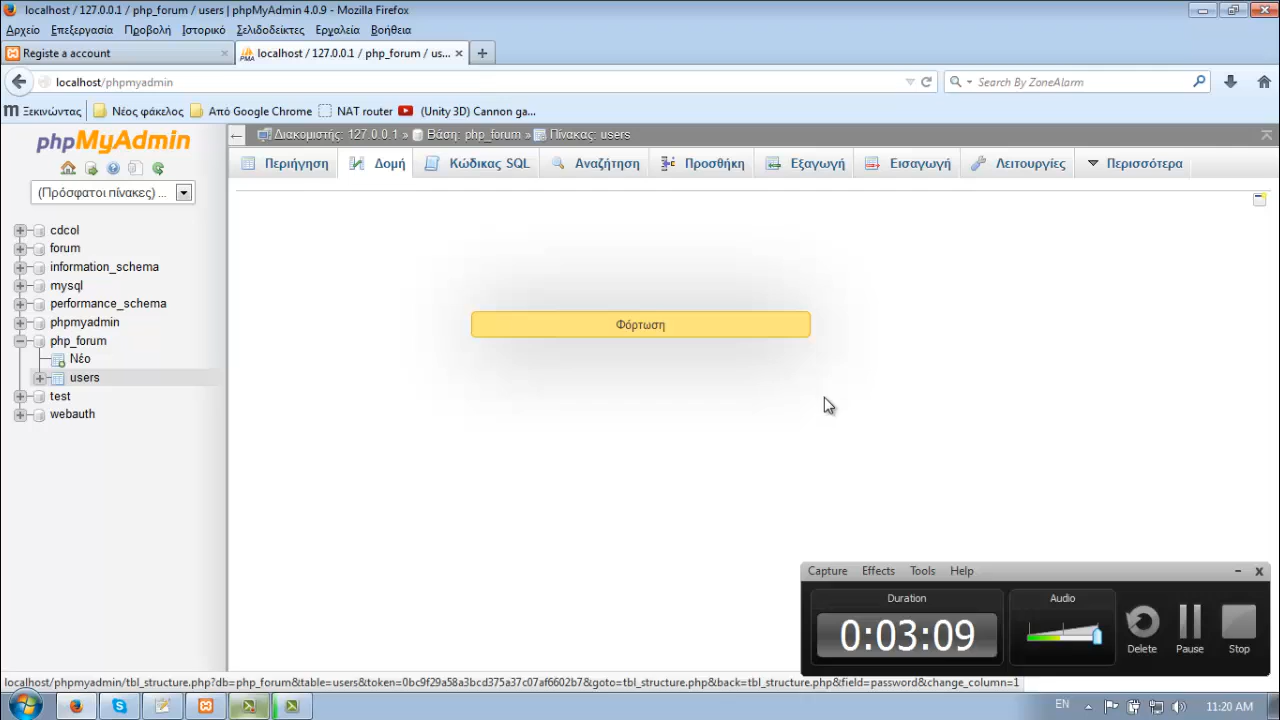 localhost / 127.0.0.1 / php_forum / users | phpMyAdmin 4.0.9 - Mozilla Firefox
Αρχείο Επεξεργασία Προβολή Ιστορικό Σελιδοδείκτες Εργαλεία Βοήθεια
Registe a account
localhost / 127.0.0.1 / php_forum / us...
localhost/phpmyadmin
Search By ZoneAlarm
Ξεκινώντας Νέος φάκελος Από Google Chrome NAT router (Unity 3D) Cannon ga...
phpMyAdmin
Διακομιστής: 127.0.0.1 » Βάση: php_forum » Πίνακας: users
Περιήγηση Δομή Κώδικας SQL Αναζήτηση Προσθήκη Εξαγωγή Εισαγωγή Λειτουργίες Περισσότερα
(Πρόσφατοι πίνακες) ...
cdcol
forum
information_schema
mysql
performance_schema
phpmyadmin
php_forum
Νέο
users
test
webauth
Φόρτωση
Capture Effects Tools Help
Duration
0:03:09
Audio
Delete Pause Stop
localhost/phpmyadmin/tbl_structure.php?db=php_forum&table=users&token=0bc9f29a58a3bcd375a37c07af6602b7&goto=tbl_structure.php&back=tbl_structure.php&field=password&change_column=1
EN
11:20 AM